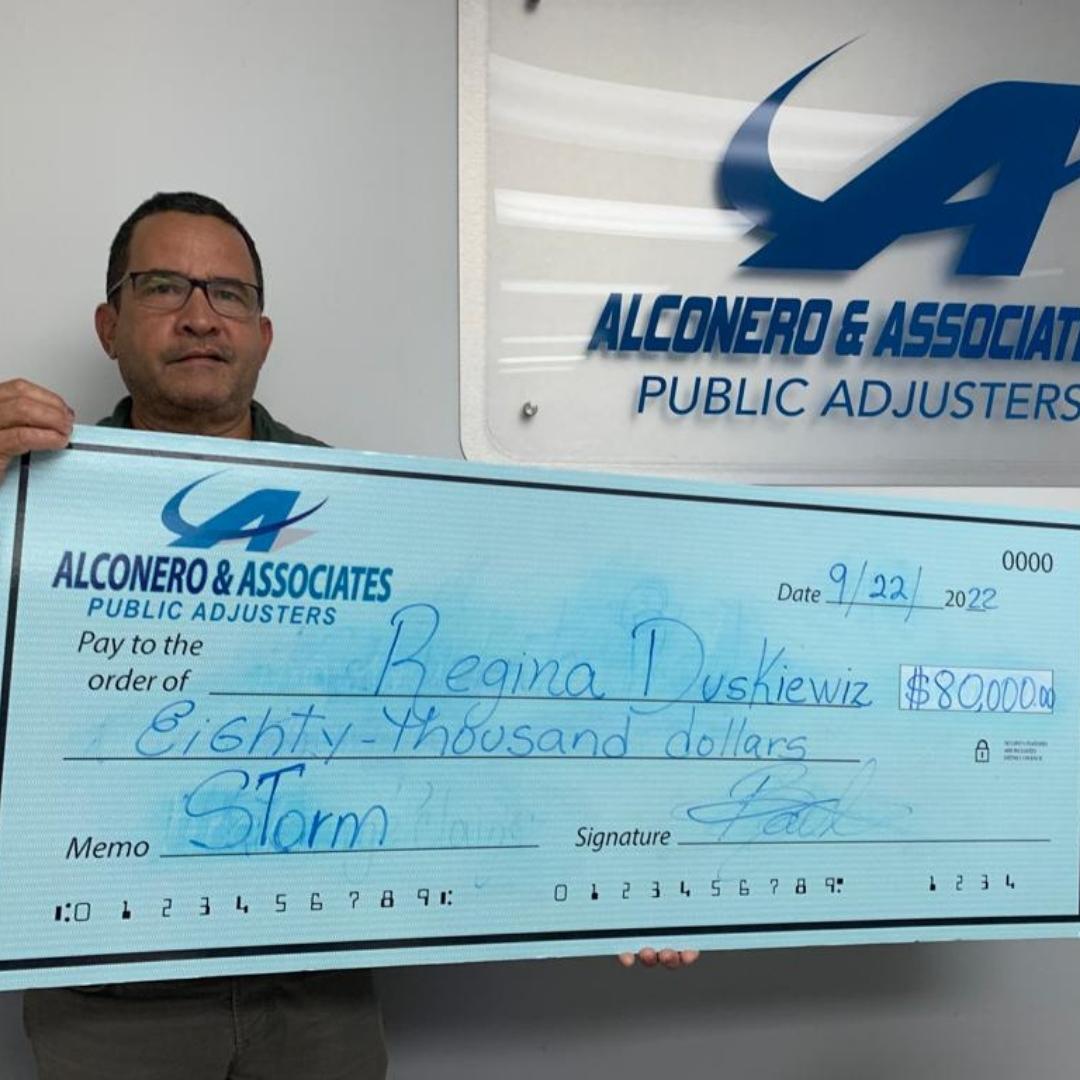 ALCONERO & ASSOCIAT
PUBLIC ADJUSTERS
ALCONERO & ASSOCIATES
PUBLIC ADJUSTERS
0000
Date 9/22/ 2022
Pay to the
order of Regina Duskiewiz $80,000.00
Eighty-thousand dollars
Memo STorm
Signature
0 1 2 3 4 5 6 7 8 9 0 1 2 3 4 5 6 7 8 9 1 2 3 4